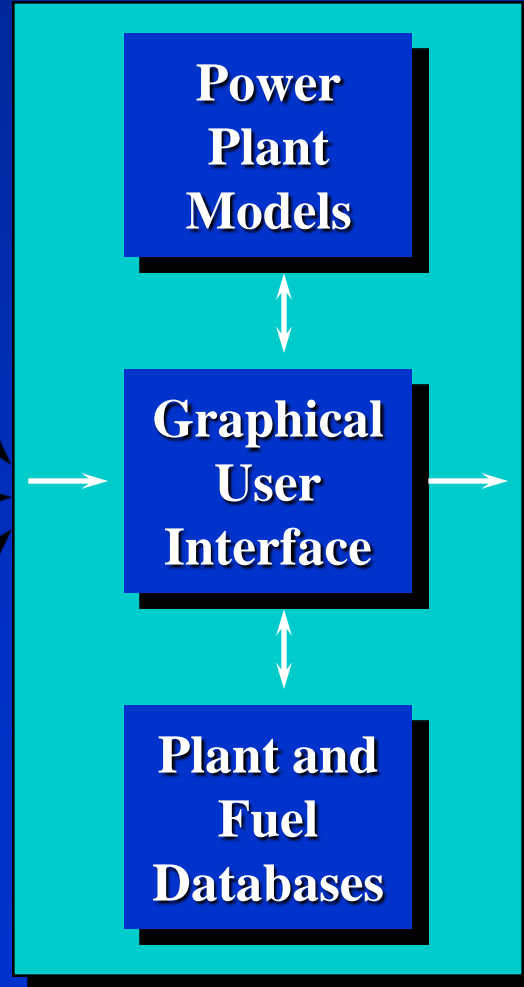 Power
Plant
Models
Graphical
User
Interface
Plant and
Fuel
Databases